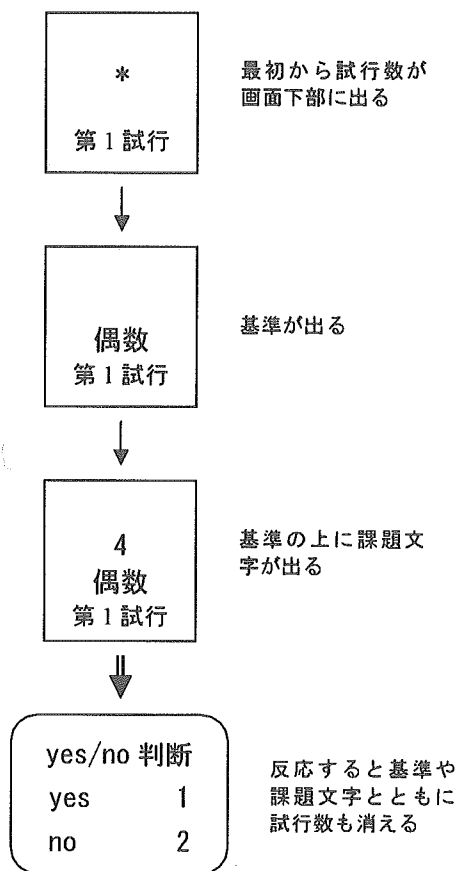 *
第1試行
最初から試行数が
画面下部に出る
偶数
第1試行
基準が出る
4
偶数
第1試行
基準の上に課題文
字が出る
yes/no 判断
yes 1
no 2
反応すると基準や
課題文字とともに
試行数も消える